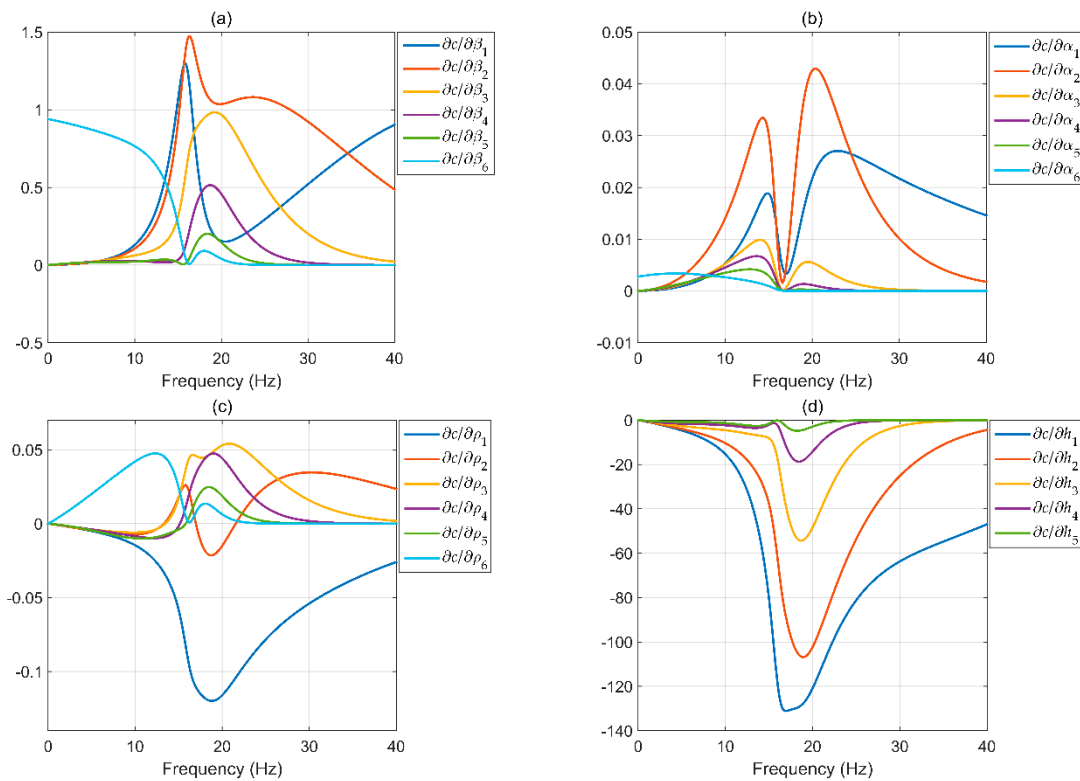 (a)
1.5
1
0.5
0
-0.5
0 10 20 30 40
Frequency (Hz)
∂c/∂β₁
∂c/∂β₂
∂c/∂β₃
∂c/∂β₄
∂c/∂β₅
∂c/∂β₆
(b)
0.05
0.04
0.03
0.02
0.01
0
-0.01
0 10 20 30 40
Frequency (Hz)
∂c/∂α₁
∂c/∂α₂
∂c/∂α₃
∂c/∂α₄
∂c/∂α₅
∂c/∂α₆
(c)
0.05
0
-0.05
-0.1
0 10 20 30 40
Frequency (Hz)
∂c/∂ρ₁
∂c/∂ρ₂
∂c/∂ρ₃
∂c/∂ρ₄
∂c/∂ρ₅
∂c/∂ρ₆
(d)
0
-20
-40
-60
-80
-100
-120
-140
0 10 20 30 40
Frequency (Hz)
∂c/∂h₁
∂c/∂h₂
∂c/∂h₃
∂c/∂h₄
∂c/∂h₅